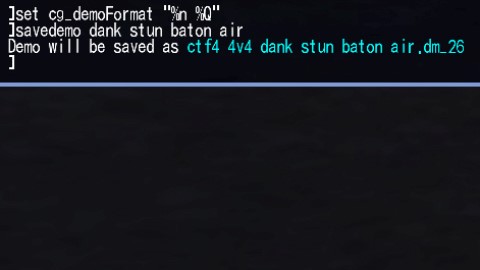 ]set cg_demoFormat "%n %Q"
]savedemo dank stun baton air
Demo will be saved as ctf4 4v4 dank stun baton air.dm_26
]